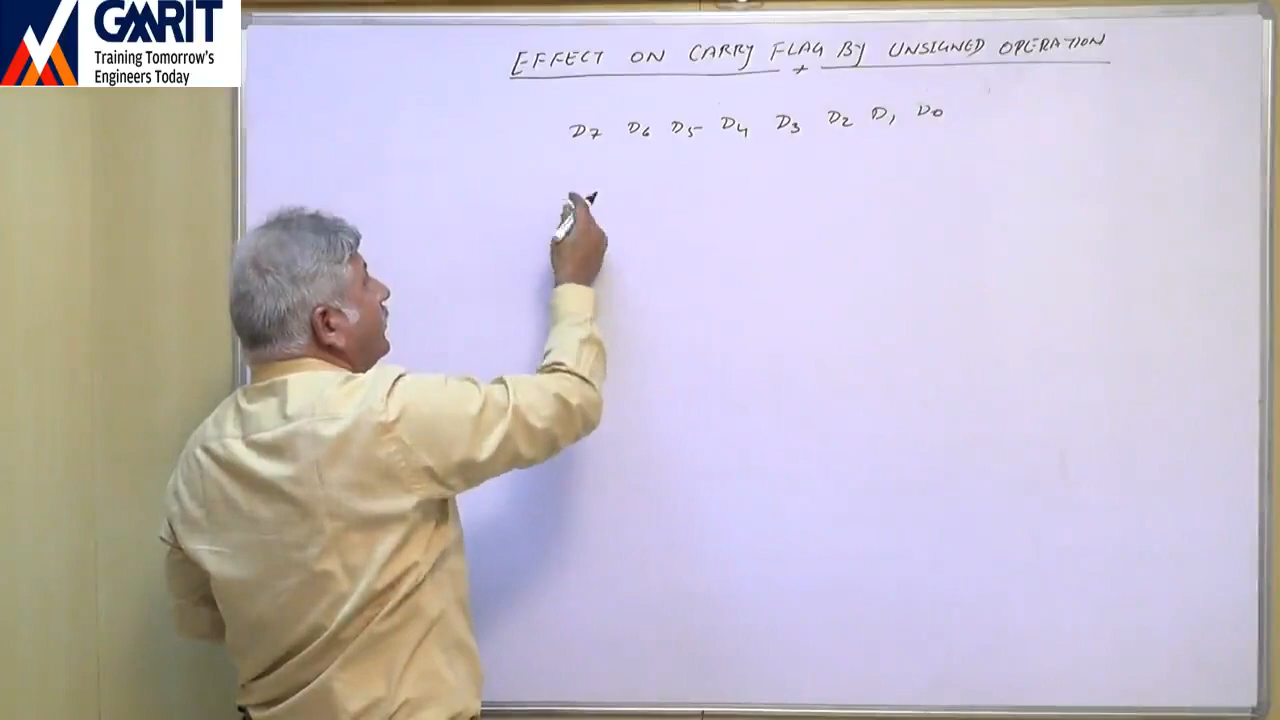 GMRIT
Training Tomorrow's
Engineers Today
EFFECT ON CARRY FLAG BY UNSIGNED OPERATION
D7 D6 D5 D4 D3 D2 D1 D0